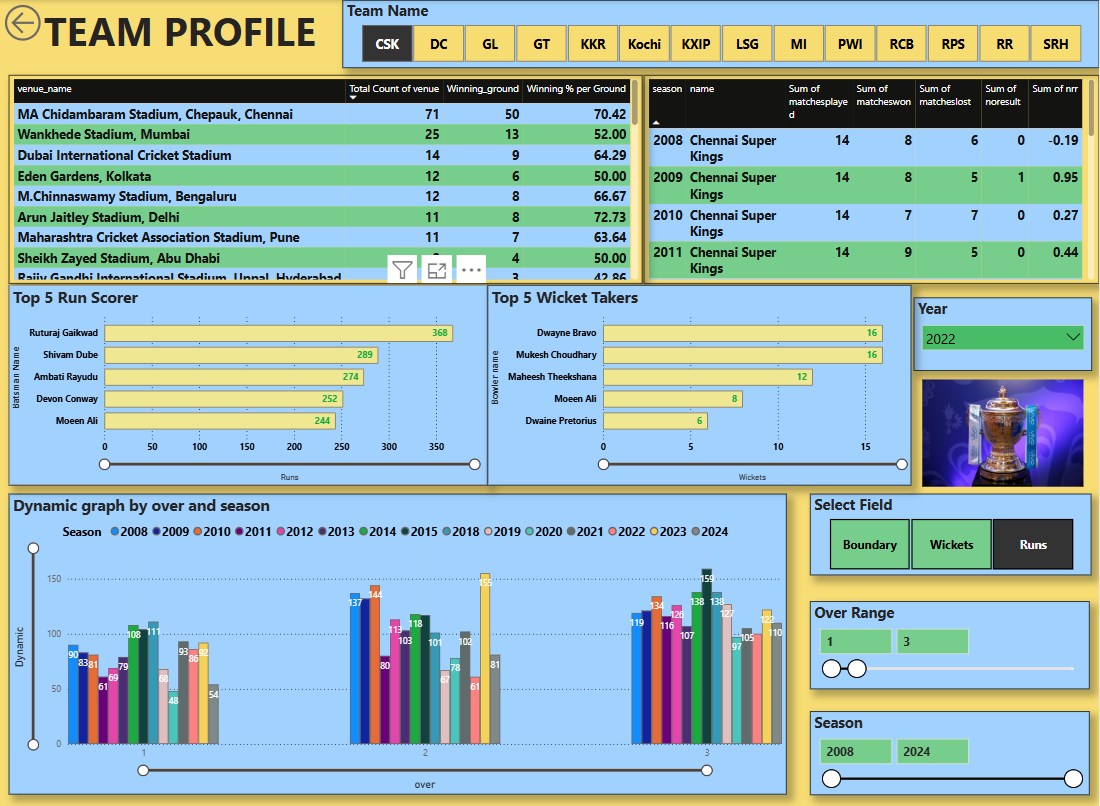 TEAM PROFILE
Team Name
CSK DC GL GT KKR Kochi KXIP LSG MI PWI RCB RPS RR SRH
venue_name Total Count of venue Winning_ground Winning % per Ground
MA Chidambaram Stadium, Chepauk, Chennai 71 50 70.42
Wankhede Stadium, Mumbai 25 13 52.00
Dubai International Cricket Stadium 14 9 64.29
Eden Gardens, Kolkata 12 6 50.00
M.Chinnaswamy Stadium, Bengaluru 12 8 66.67
Arun Jaitley Stadium, Delhi 11 8 72.73
Maharashtra Cricket Association Stadium, Pune 11 7 63.64
Sheikh Zayed Stadium, Abu Dhabi 4 50.00
Rajiv Gandhi International Stadium, Uppal, Hyderabad 3 42.86
season name Sum of matchesplaye Sum of matcheswon Sum of matcheslost Sum of noresult Sum of nrr
d
2008 Chennai Super 14 8 6 0 -0.19
Kings
2009 Chennai Super 14 8 5 1 0.95
Kings
2010 Chennai Super 14 7 7 0 0.27
Kings
2011 Chennai Super 14 9 5 0 0.44
Kings
Top 5 Run Scorer
Batsman Name
Ruturaj Gaikwad 368
Shivam Dube 289
Ambati Rayudu 274
Devon Conway 252
Moeen Ali 244
0 50 100 150 200 250 300 350
Runs
Top 5 Wicket Takers
Bowler name
Dwayne Bravo 16
Mukesh Choudhary 16
Maheesh Theekshana 12
Moeen Ali 8
Dwaine Pretorius 6
0 5 10 15
Wickets
Year
2022
Dynamic graph by over and season
Season 2008 2009 2010 2011 2012 2013 2014 2015 2018 2019 2020 2021 2022 2023 2024
Dynamic
150
100
50
0
90 83 81 61 69 79 108 111 68 48 93 86 92 54
137 144 80 113 103 118 101 67 78 102 61 155 81
119 134 116 126 107 138 159 138 127 97 105 122 110
1 2 3
over
Select Field
Boundary Wickets Runs
Over Range
1 3
Season
2008 2024